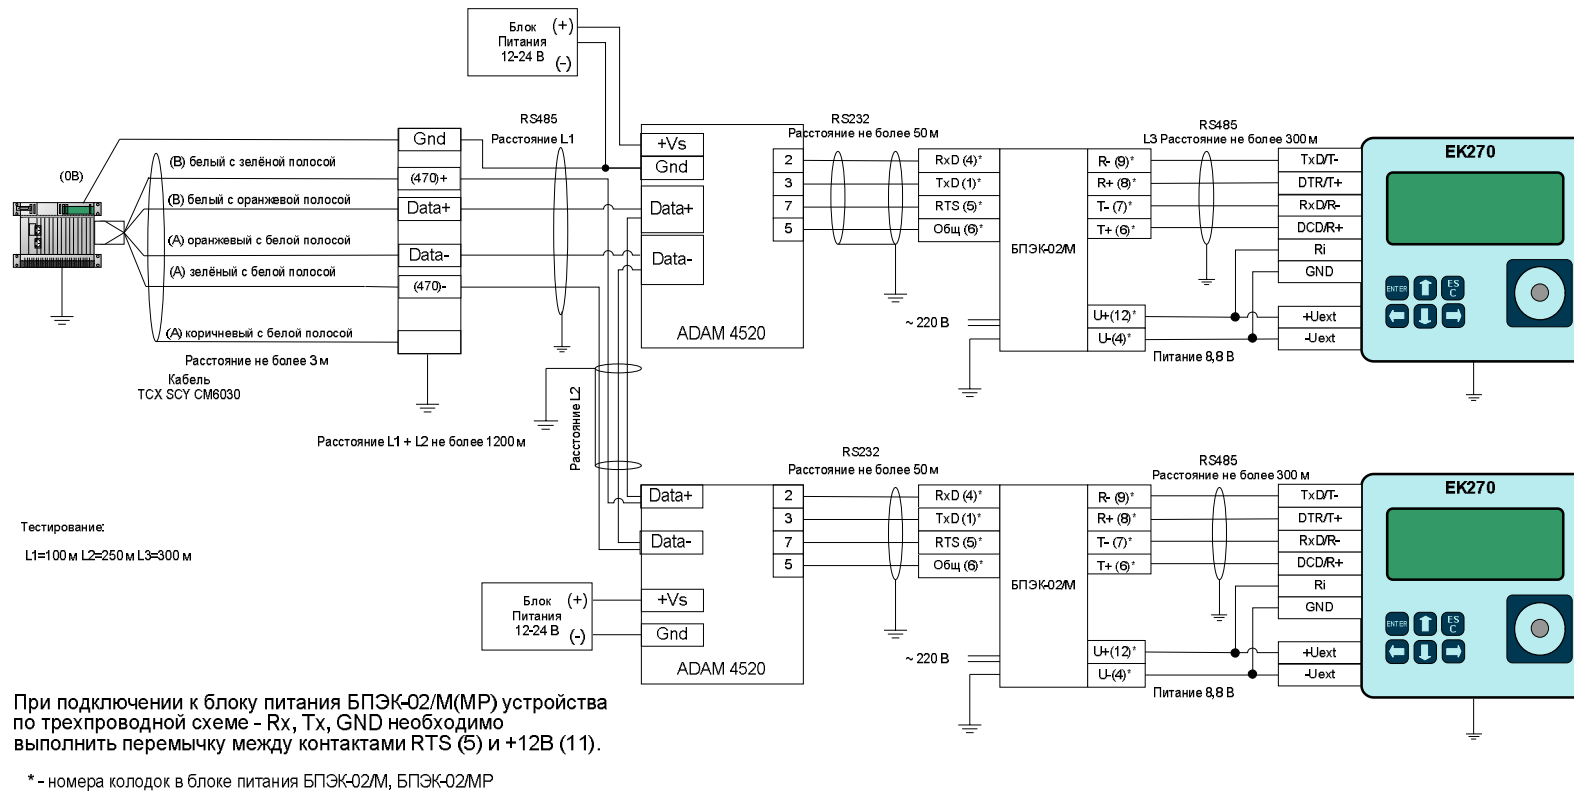 Блок (+)
Питания
12-24 В (-)
RS485
Расстояние L1
RS232
Расстояние не более 50 м
RS485
L3 Расстояние не более 300 м
(0В)
(В) белый с зелёной полосой
(В) белый с оранжевой полосой
(А) оранжевый с белой полосой
(А) зелёный с белой полосой
(А) коричневый с белой полосой
Gnd
(470)+
Data+
Data-
(470)-
Расстояние не более 3 м
Кабель
TCX SCY CM6030
+Vs
Gnd
Data+
Data-
ADAM 4520
2
3
7
5
RxD (4)*
TxD (1)*
RTS (5)*
Общ (6)*
~ 220 В
БПЭК-02/М
R- (9)*
R+ (8)*
T- (7)*
T+ (6)*
U+(12)*
U-(4)*
Питание 8,8 В
TxD/T-
DTR/T+
RxD/R-
DCD/R+
Ri
GND
+Uext
-Uext
EK270
ENTER
ES
C
Расстояние L1 + L2 не более 1200 м
Расстояние L2
RS232
Расстояние не более 50 м
RS485
Расстояние не более 300 м
Тестирование:
L1=100 м L2=250 м L3=300 м
Data+
Data-
+Vs
Gnd
ADAM 4520
Блок (+)
Питания
12-24 В (-)
2
3
7
5
RxD (4)*
TxD (1)*
RTS (5)*
Общ (6)*
~ 220 В
БПЭК-02/М
R- (9)*
R+ (8)*
T- (7)*
T+ (6)*
U+(12)*
U-(4)*
Питание 8,8 В
TxD/T-
DTR/T+
RxD/R-
DCD/R+
Ri
GND
+Uext
-Uext
EK270
ENTER
ES
C
При подключении к блоку питания БПЭК-02/М(МР) устройства
по трехпроводной схеме - Rx, Tx, GND необходимо
выполнить перемычку между контактами RTS (5) и +12В (11).
* - номера колодок в блоке питания БПЭК-02/М, БПЭК-02/МР